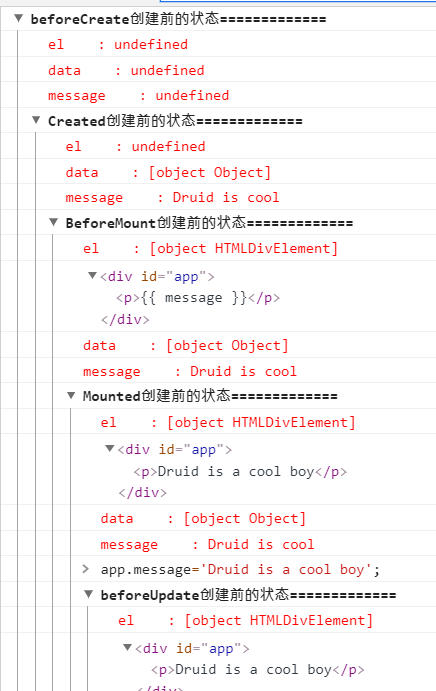 beforeCreate创建前的状态=============
el : undefined
data : undefined
message : undefined
Created创建前的状态=============
el : undefined
data : [object Object]
message : Druid is cool
BeforeMount创建前的状态=============
el : [object HTMLDivElement]
<div id="app">
<p>{{ message }}</p>
</div>
data : [object Object]
message : Druid is cool
Mounted创建前的状态=============
el : [object HTMLDivElement]
<div id="app">
<p>Druid is a cool boy</p>
</div>
data : [object Object]
message : Druid is cool
> app.message='Druid is a cool boy';
beforeUpdate创建前的状态=============
el : [object HTMLDivElement]
<div id="app">
<p>Druid is a cool boy</p>
</div>